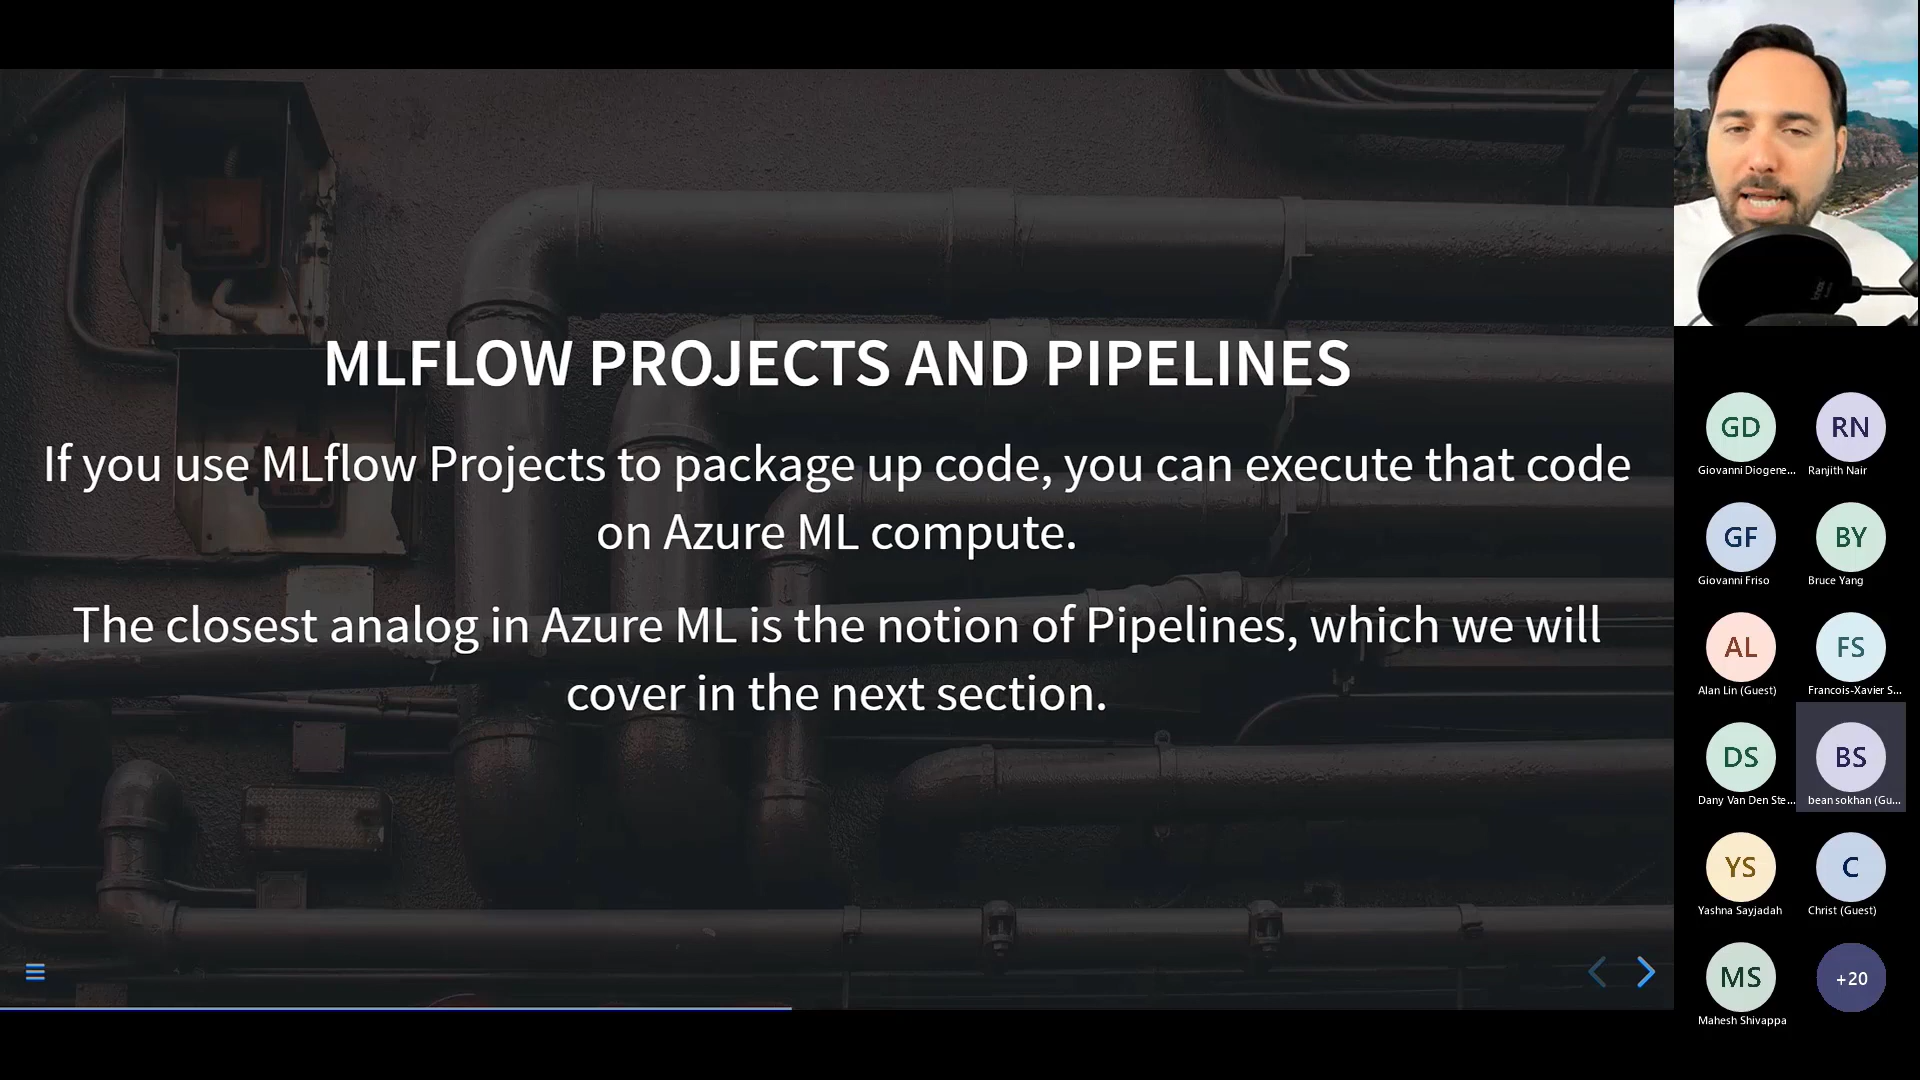 MLFLOW PROJECTS AND PIPELINES
If you use MLflow Projects to package up code, you can execute that code
on Azure ML compute.
The closest analog in Azure ML is the notion of Pipelines, which we will
cover in the next section.
GD
RN
Giovanni Diogene...
Ranjith Nair
GF
BY
Giovanni Friso
Bruce Yang
AL
FS
Alan Lin (Guest)
Francois-Xavier S...
DS
BS
Dany Van Den Ste...
bean sokhan (Gu...
YS
C
Yashna Sayjadah
Christ (Guest)
MS
+20
Mahesh Shivappa